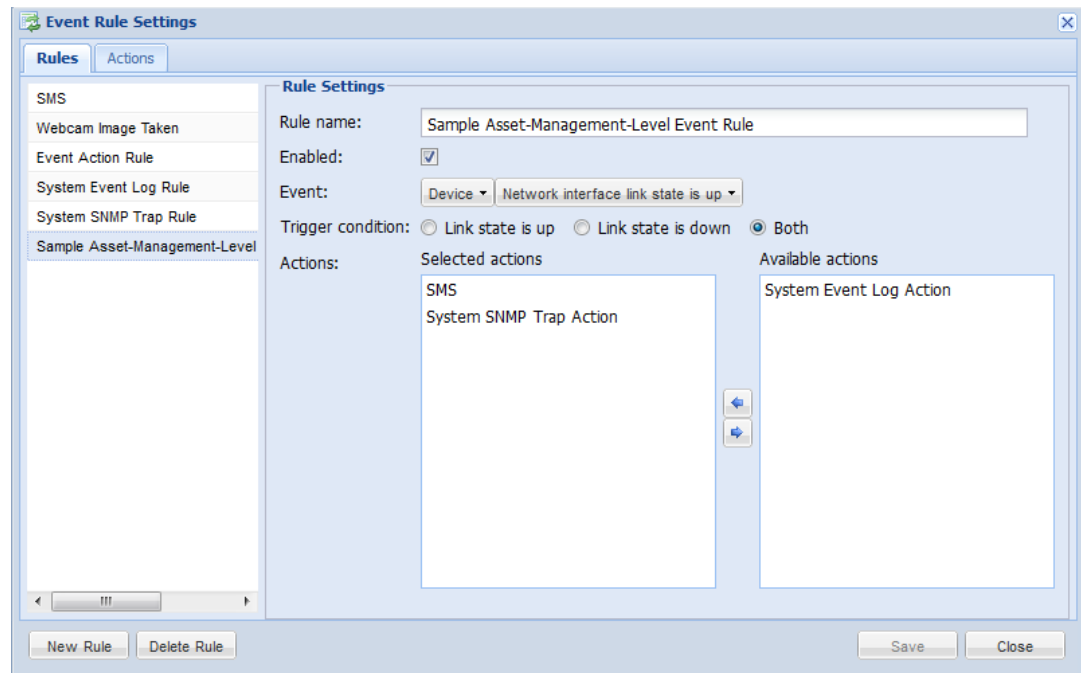 Event Rule Settings
Rules Actions
SMS
Webcam Image Taken
Event Action Rule
System Event Log Rule
System SNMP Trap Rule
Sample Asset-Management-Level
Rule Settings
Rule name: Sample Asset-Management-Level Event Rule
Enabled:
Event: Device Network interface link state is up
Trigger condition: Link state is up Link state is down Both
Actions: Selected actions Available actions
SMS System Event Log Action
System SNMP Trap Action
New Rule Delete Rule Save Close